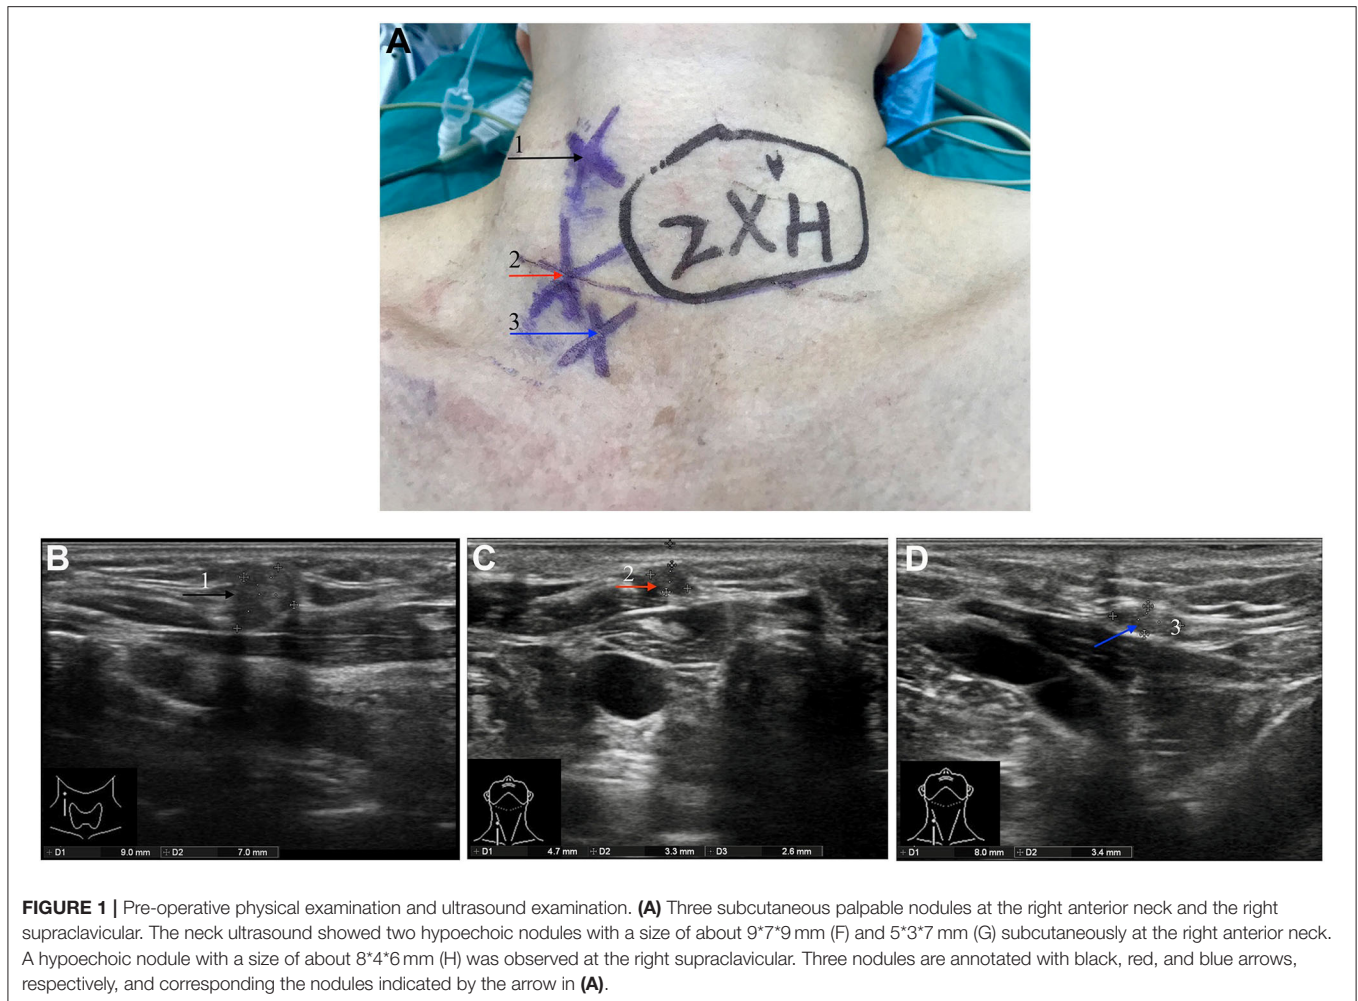 A
1
ZXH
2
3
B
1
D1 9.0 mm D2 7.0 mm
C
2
D1 4.7 mm D2 3.3 mm D3 2.6 mm
D
3
D1 8.0 mm D2 3.4 mm
FIGURE 1 | Pre-operative physical examination and ultrasound examination. (A) Three subcutaneous palpable nodules at the right anterior neck and the right
supraclavicular. The neck ultrasound showed two hypoechoic nodules with a size of about 9*7*9 mm (F) and 5*3*7 mm (G) subcutaneously at the right anterior neck.
A hypoechoic nodule with a size of about 8*4*6 mm (H) was observed at the right supraclavicular. Three nodules are annotated with black, red, and blue arrows,
respectively, and corresponding the nodules indicated by the arrow in (A).